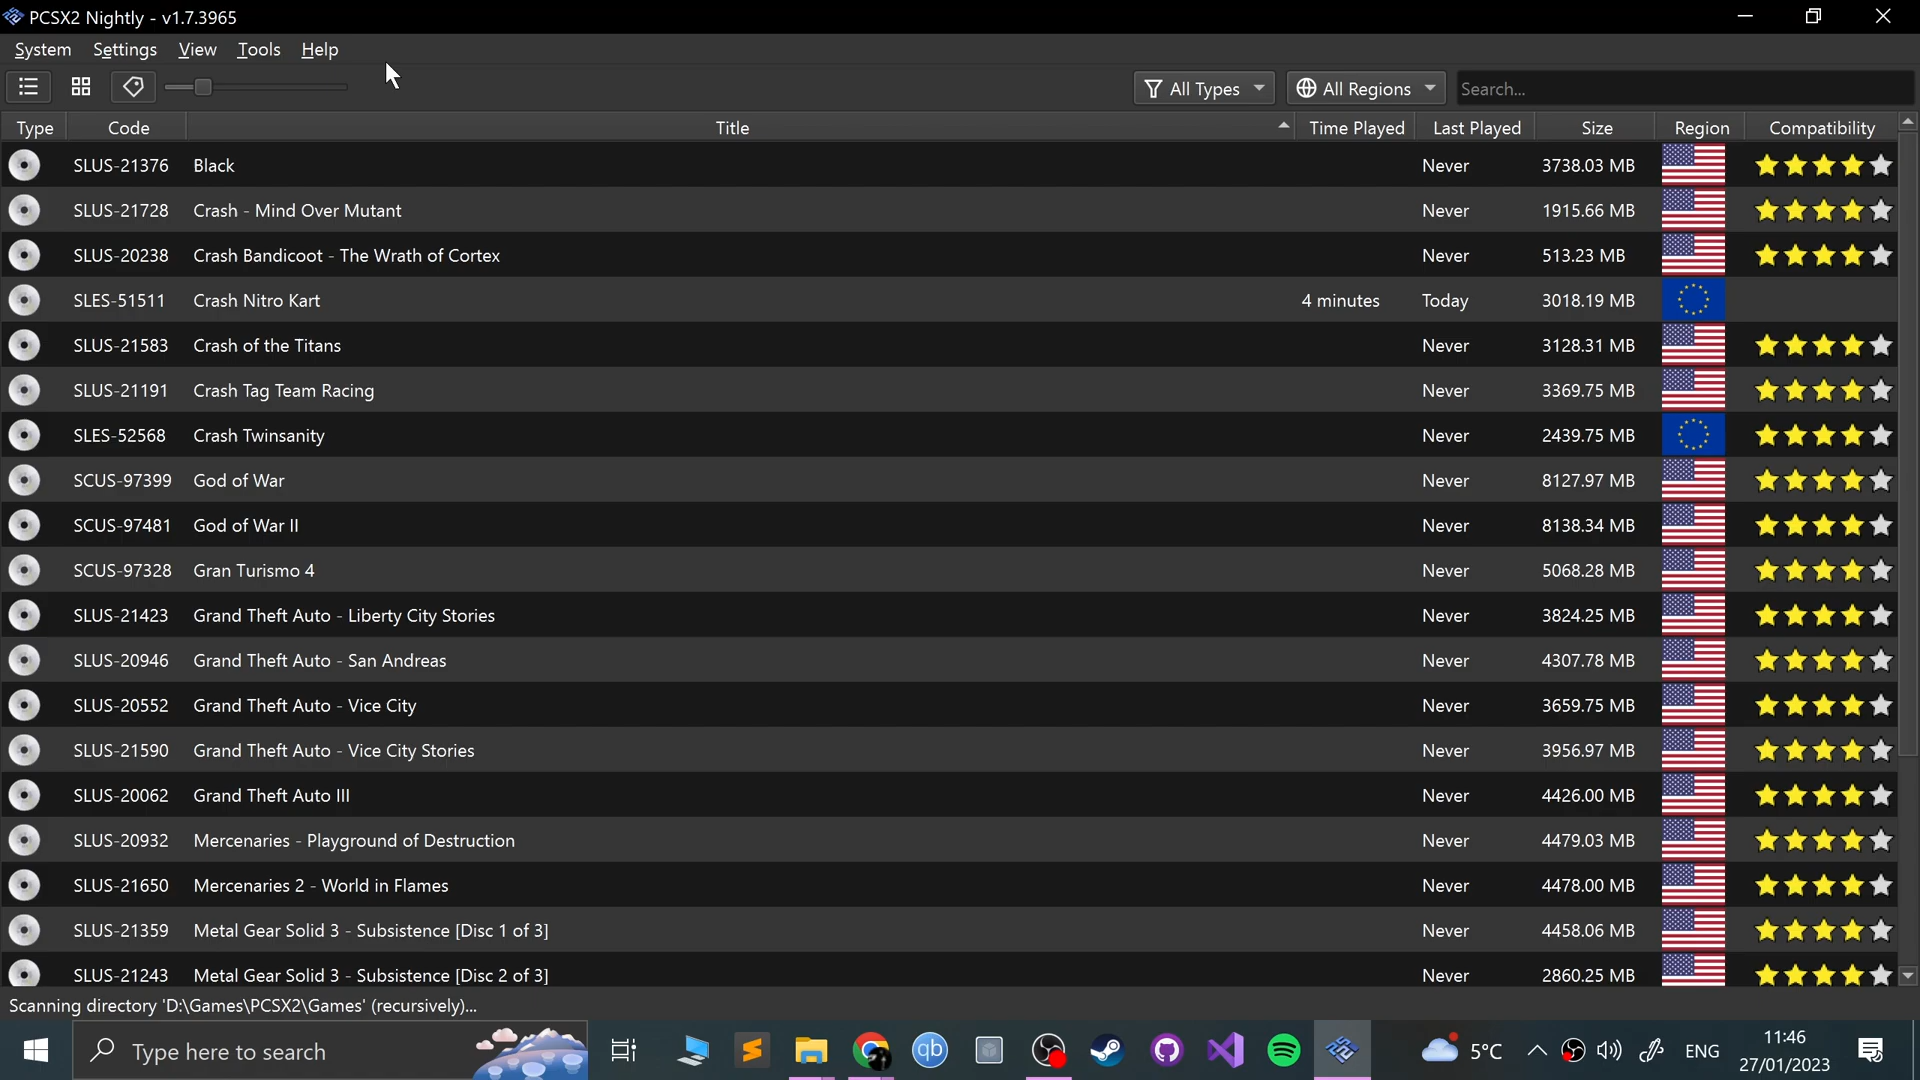 PCSX2 Nightly - v1.7.3965
System Settings View Tools Help
All Types All Regions Search...
Type Code Title Time Played Last Played Size Region Compatibility
SLUS-21376 Black Never 3738.03 MB
SLUS-21728 Crash - Mind Over Mutant Never 1915.66 MB
SLUS-20238 Crash Bandicoot - The Wrath of Cortex Never 513.23 MB
SLES-51511 Crash Nitro Kart 4 minutes Today 3018.19 MB
SLUS-21583 Crash of the Titans Never 3128.31 MB
SLUS-21191 Crash Tag Team Racing Never 3369.75 MB
SLES-52568 Crash Twinsanity Never 2439.75 MB
SCUS-97399 God of War Never 8127.97 MB
SCUS-97481 God of War II Never 8138.34 MB
SCUS-97328 Gran Turismo 4 Never 5068.28 MB
SLUS-21423 Grand Theft Auto - Liberty City Stories Never 3824.25 MB
SLUS-20946 Grand Theft Auto - San Andreas Never 4307.78 MB
SLUS-20552 Grand Theft Auto - Vice City Never 3659.75 MB
SLUS-21590 Grand Theft Auto - Vice City Stories Never 3956.97 MB
SLUS-20062 Grand Theft Auto III Never 4426.00 MB
SLUS-20932 Mercenaries - Playground of Destruction Never 4479.03 MB
SLUS-21650 Mercenaries 2 - World in Flames Never 4478.00 MB
SLUS-21359 Metal Gear Solid 3 - Subsistence [Disc 1 of 3] Never 4458.06 MB
SLUS-21243 Metal Gear Solid 3 - Subsistence [Disc 2 of 3] Never 2860.25 MB
Scanning directory 'D:\Games\PCSX2\Games' (recursively)...
Type here to search qb 5°C ENG 11:46
27/01/2023